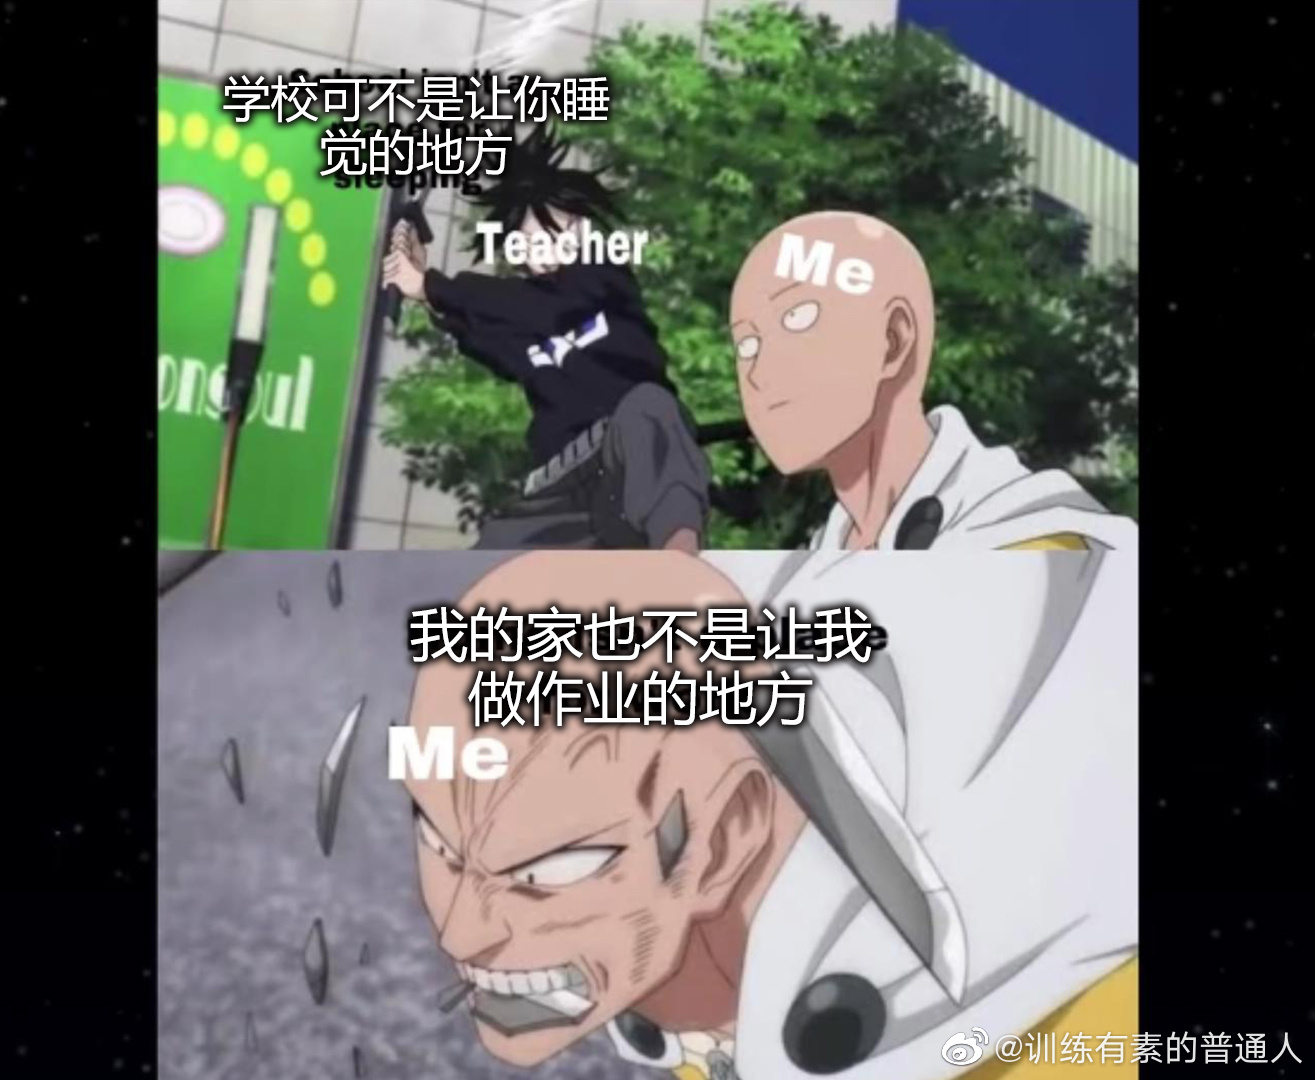 学校可不是让你睡
觉的地方
sleeping
Teacher
Me
我的家也不是让我
做作业的地方
Me
@训练有素的普通人